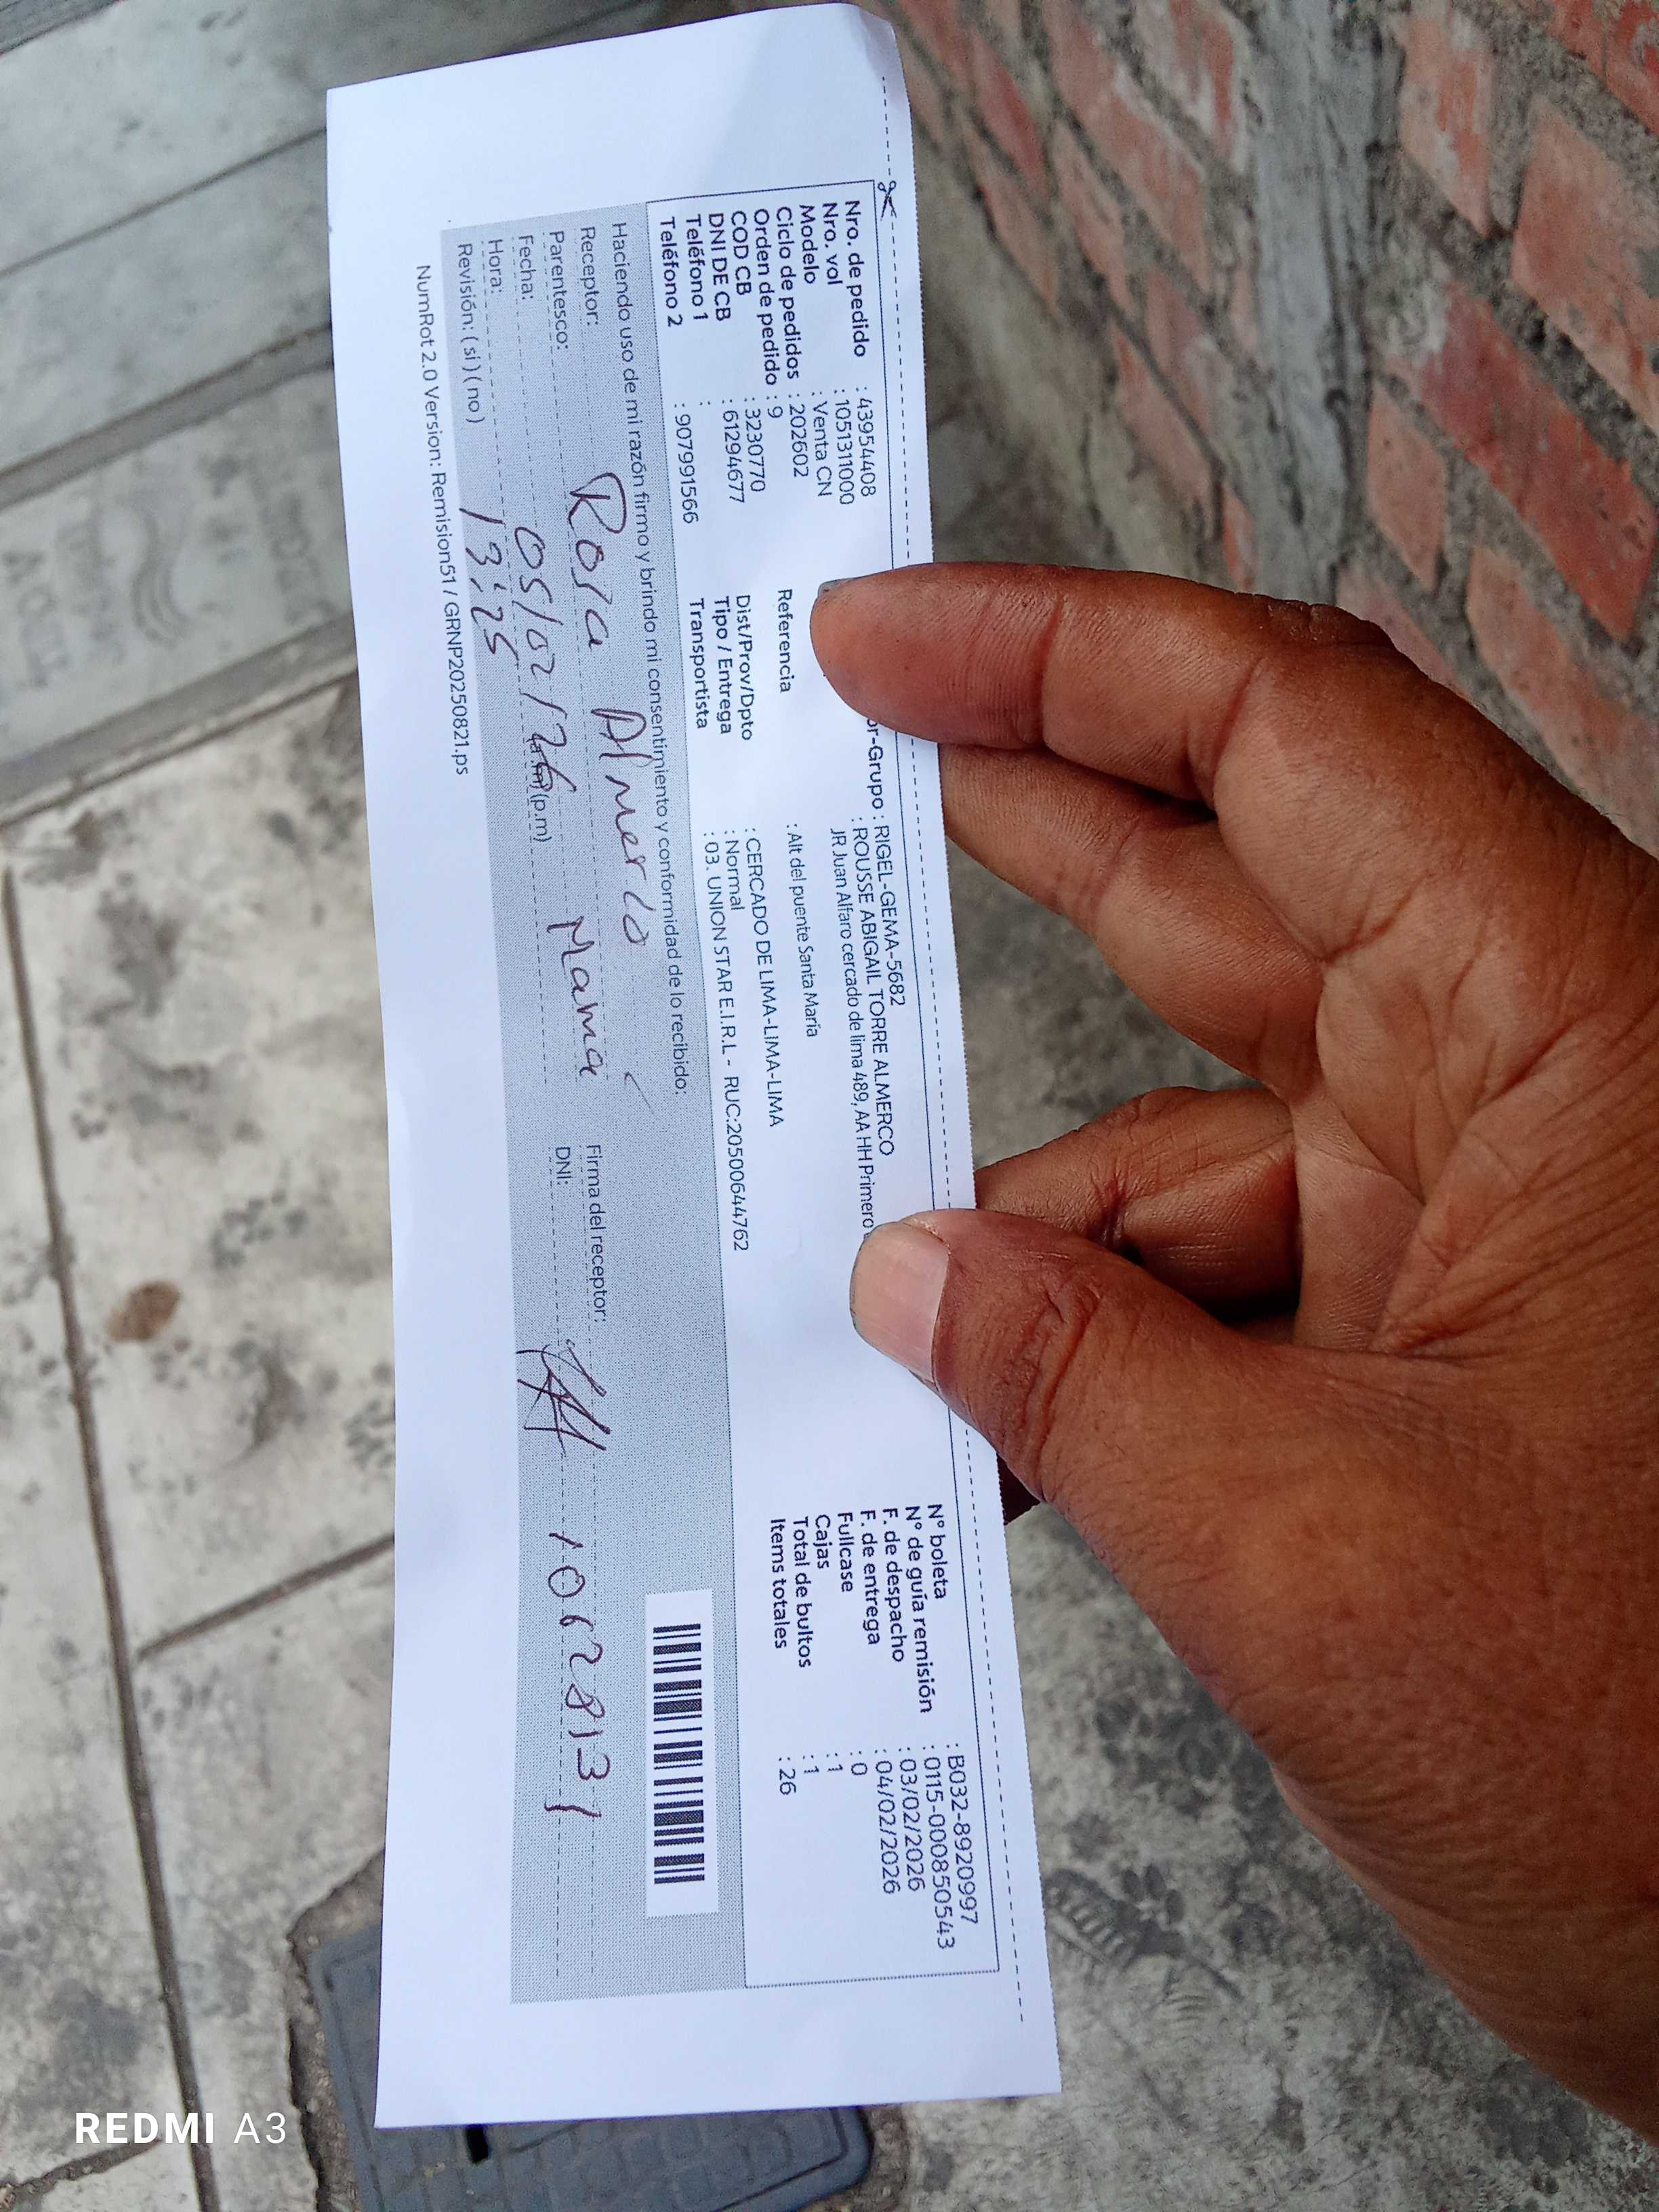 Nro. de pedido : 43954408
Nro. vol : 1051311000
Modelo : Venta CN
Ciclo de pedidos : 202602
Orden de pedido : 9
COD CB : 3230770
DNI DE CB : 61294677
Teléfono 1 :
Teléfono 2 : 907991566
or-Grupo : RIGEL-GEMA-5682
: ROUSSE ABIGAIL TORRE ALMERCO
JR Juan Alfaro cercado de lima 489, AA HH Primero
Referencia : Alt del puente Santa María
Dist/Prov/Dpto : CERCADO DE LIMA-LIMA-LIMA
Tipo / Entrega : Normal
Transportista : 03. UNION STAR E.I.R.L - RUC:20500644762
N° boleta : B032-8920997
N° de guía remisión : 0115-000850543
F. de despacho : 03/02/2026
F. de entrega : 04/02/2026
Fullcase : 0
Cajas : 1
Total de bultos : 1
Items totales : 26
Haciendo uso de mi razón firmo y brindo mi consentimiento y conformidad de lo recibido:
Receptor: Rosa Almerco
Firma del receptor:
Parentesco: Mama
DNI: 10628131
Fecha: 05/02/26
Hora: 13:25 (a.m) (p.m)
Revisión: ( si ) ( no )
NumRot 2.0 Version: Remision51 / GRNP20250821.ps
REDMI A3